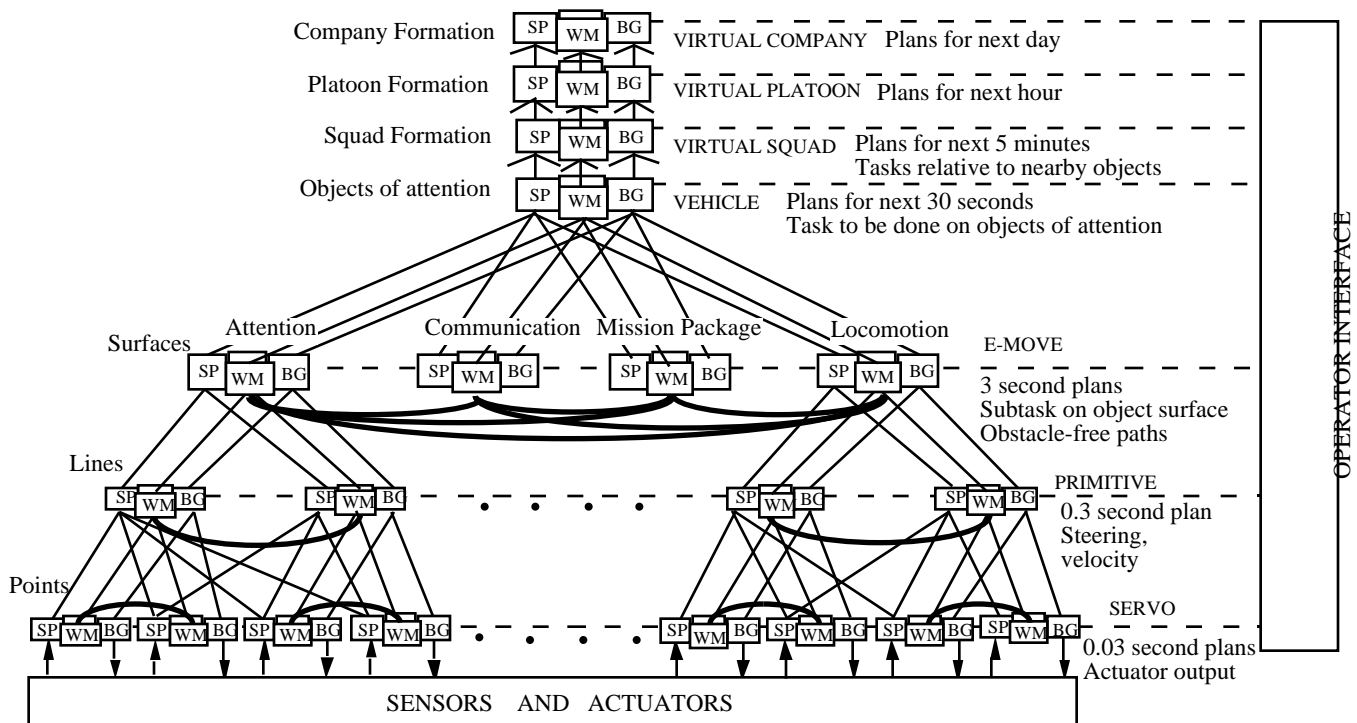 Company Formation SP WM BG VIRTUAL COMPANY Plans for next day
Platoon Formation SP WM BG VIRTUAL PLATOON Plans for next hour
Squad Formation SP WM BG VIRTUAL SQUAD Plans for next 5 minutes
Tasks relative to nearby objects
Objects of attention SP WM BG VEHICLE Plans for next 30 seconds
Task to be done on objects of attention
OPERATOR INTERFACE
Attention Communication Mission Package Locomotion
Surfaces E-MOVE
SP WM BG SP WM BG SP WM BG SP WM BG
3 second plans
Subtask on object surface
Obstacle-free paths
Lines PRIMITIVE
SP WM BG SP WM BG . . . . SP WM BG SP WM BG
0.3 second plan
Steering,
velocity
Points SERVO
SP WM BG SP WM BG SP WM BG SP WM BG . . . . SP WM BG SP WM BG SP WM BG SP WM BG
0.03 second plans
Actuator output
SENSORS AND ACTUATORS